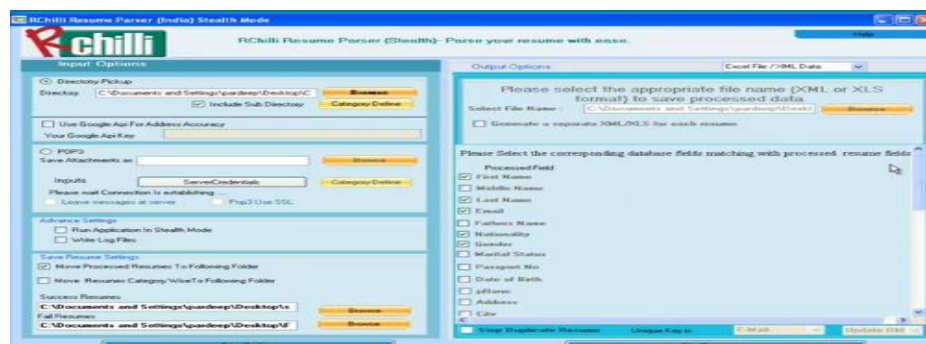 RChilli Resume Parser (India) Stealth Mode
Rchilli
RChilli Resume Parser (Stealth)- Parse your resume with ease.
Help
Input Options
Directory Pickup
Directory C:\Documents and Settings\pardeep\Desktop\C Browse
Include Sub Directory Category Define
Use Google Api For Address Accuracy
Your Google Api Key
POP3
Save Attachments as Browse
Inputs ServerCredentials Category Define
Please wait Connection Is establishing ...
Leave messages at server Pop3 Use SSL
Advance Settings
Run Application In Stealth Mode
Write Log Files
Save Resume Settings
Move Processed Resumes To Following Folder
Move Resumes Category Wise To Following Folder
Success Resumes
C:\Documents and Settings\pardeep\Desktop\s Browse
Fail Resumes
C:\Documents and Settings\pardeep\Desktop\F Browse
Output Options Excel File / XML Data
Please select the appropriate file name (XML or XLS
format) to save processed data
Select File Name : C:\Documents and Settings\pardeep\Deskt Browse
Generate a separate XML/XLS for each resume
Please Select the corresponding database fields matching with processed resume fields
Processed Field
First Name
Middle Name
Last Name
Email
Fathers Name
Nationality
Gender
Marital Status
Passport No
Date of Birth
Address
City
Stop Duplicate Resume Unique Key is E-Mail Update